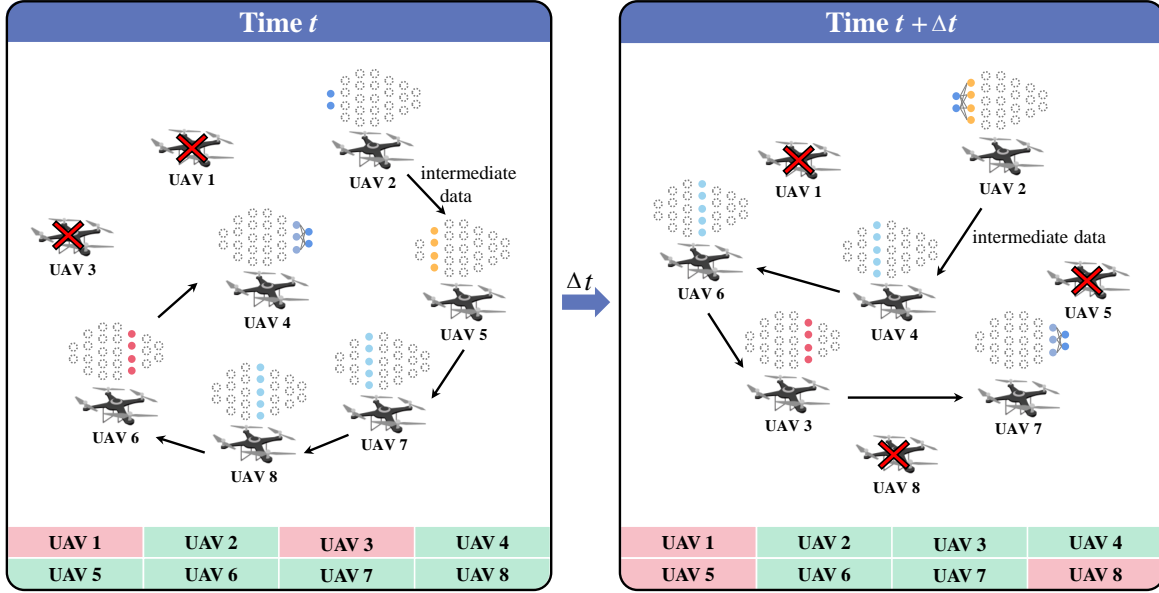 Time t
UAV 1
UAV 2
intermediate
data
UAV 3
UAV 4
UAV 5
UAV 6
UAV 7
UAV 8
UAV 1 UAV 2 UAV 3 UAV 4
UAV 5 UAV 6 UAV 7 UAV 8
Δt
Time t + Δt
UAV 1
UAV 2
intermediate data
UAV 6
UAV 4
UAV 5
UAV 3
UAV 7
UAV 8
UAV 1 UAV 2 UAV 3 UAV 4
UAV 5 UAV 6 UAV 7 UAV 8